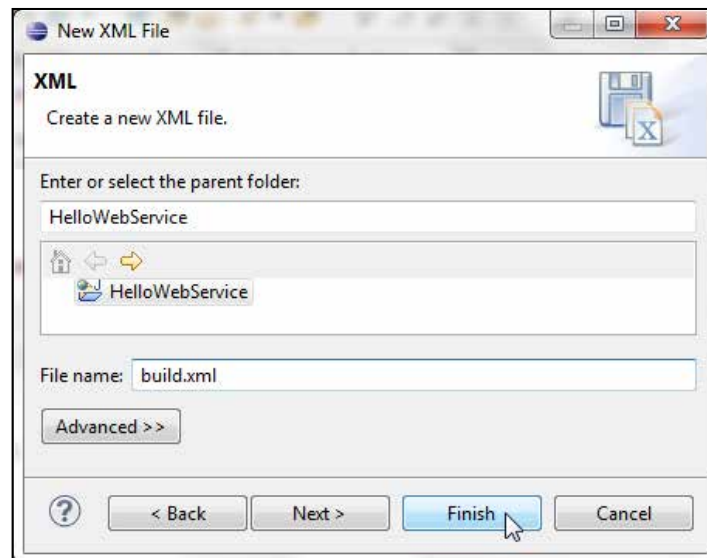 New XML File
XML
Create a new XML file.
Enter or select the parent folder:
HelloWebService
HelloWebService
File name: build.xml
Advanced >>
? < Back Next > Finish Cancel